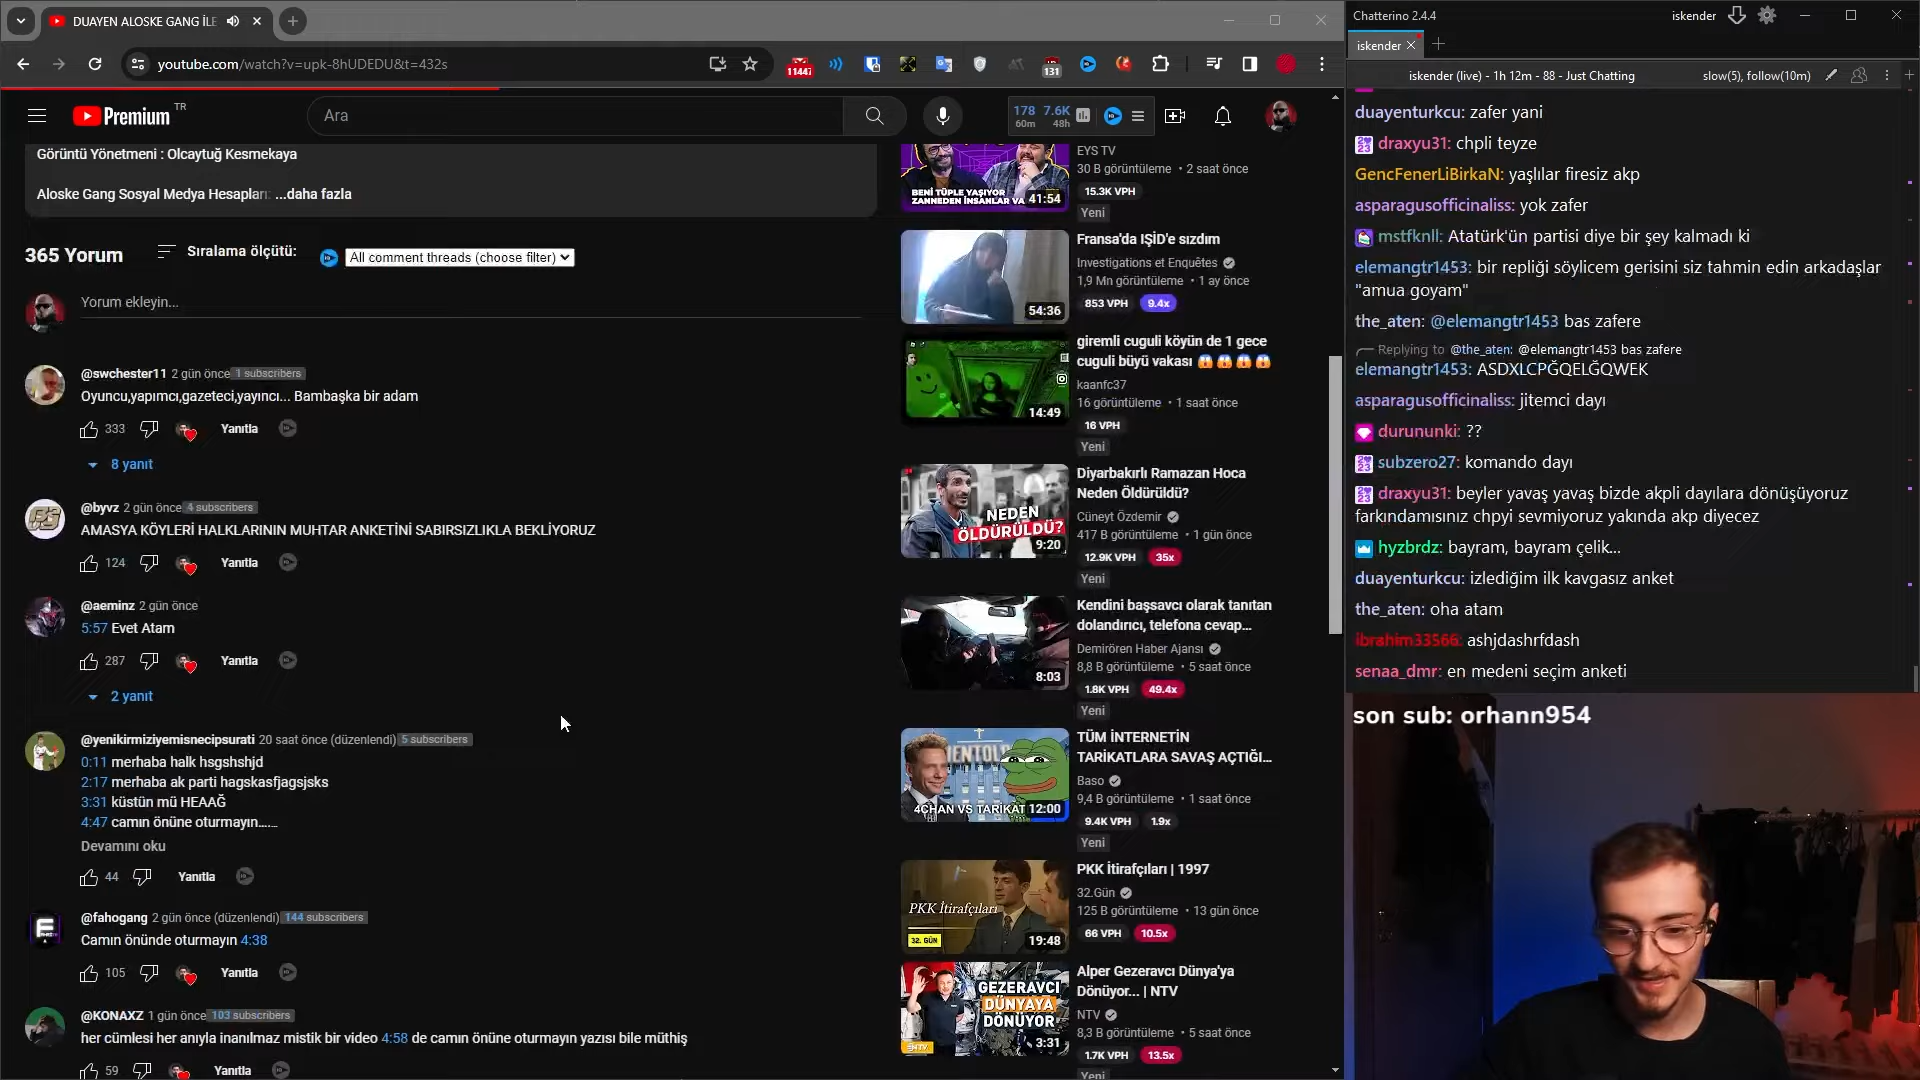 DUAYEN ALOSKE GANG İLE
youtube.com/watch?v=upk-8hUDEDU&t=432s
11447
131
Premium
TR
Ara
178 7.6K
60m 48h
Görüntü Yönetmeni : Olcaytuğ Kesmekaya
Aloske Gang Sosyal Medya Hesapları ...daha fazla
365 Yorum
Sıralama ölçütü:
All comment threads (choose filter)
Yorum ekleyin...
@swchester11 2 gün önce 1 subscribers
Oyuncu,yapımcı,gazeteci,yayıncı... Bambaşka bir adam
333 Yanıtla
8 yanıt
@byvz 2 gün önce 4 subscribers
AMASYA KÖYLERİ HALKLARININ MUHTAR ANKETİNİ SABIRSIZLIKLA BEKLİYORUZ
124 Yanıtla
@aeminz 2 gün önce
5:57 Evet Atam
287 Yanıtla
2 yanıt
@yenikirmiziyemisnecipsurati 20 saat önce (düzenlendi) 5 subscribers
0:11 merhaba halk hsgshshjd
2:17 merhaba ak parti hagskasfjagsjsks
3:31 küstün mü HEAAĞ
4:47 camın önüne oturmayın.....
Devamını oku
44 Yanıtla
@fahogang 2 gün önce (düzenlendi) 144 subscribers
Camın önünde oturmayın 4:38
105 Yanıtla
@KONAXZ 1 gün önce 103 subscribers
her cümlesi her anıyla inanılmaz mistik bir video 4:58 de camın önüne oturmayın yazısı bile müthiş
59 Yanıtla
BENİ TÜPLE YAŞIYOR
ZANNEDEN İNSANLAR VA
41:54
EYS TV
30 B görüntüleme • 2 saat önce
15.3K VPH
Yeni
54:36
Fransa'da IŞİD'e sızdım
Investigations et Enquêtes
1,9 Mn görüntüleme • 1 ay önce
853 VPH 9.4x
14:49
giremli cuguli köyün de 1 gece
cuguli büyü vakası 😱😱😱😱
kaanfc37
16 görüntüleme • 1 saat önce
16 VPH
Yeni
NEDEN
ÖLDÜRÜLDÜ?
9:20
Diyarbakırlı Ramazan Hoca
Neden Öldürüldü?
Cüneyt Özdemir
417 B görüntüleme • 1 gün önce
12.9K VPH 35x
Yeni
8:03
Kendini başsavcı olarak tanıtan
dolandırıcı, telefona cevap...
Demirören Haber Ajansı
8,8 B görüntüleme • 5 saat önce
1.8K VPH 49.4x
Yeni
4CHAN VS TARİKAT
12:00
TÜM İNTERNETİN
TARİKATLARA SAVAŞ AÇTIĞI...
Baso
9,4 B görüntüleme • 1 saat önce
9.4K VPH 1.9x
Yeni
PKK İtirafçıları
32. GÜN
19:48
PKK İtirafçıları | 1997
32.Gün
125 B görüntüleme • 13 gün önce
66 VPH 10.5x
GEZERAVCI
DÜNYAYA
DÖNÜYOR
3:31
Alper Gezeravcı Dünya'ya
Dönüyor... | NTV
NTV
8,3 B görüntüleme • 5 saat önce
1.7K VPH 13.5x
Yeni
Chatterino 2.4.4
iskender
iskender
iskender (live) - 1h 12m - 88 - Just Chatting
slow(5), follow(10m)
duayenturkcu: zafer yani
draxyu31: chpli teyze
GencFenerLiBirkaN: yaşlılar firesiz akp
asparagusofficinaliss: yok zafer
mstfknll: Atatürk'ün partisi diye bir şey kalmadı ki
elemangtr1453: bir repliği söylicem gerisini siz tahmin edin arkadaşlar
"amua goyam"
the_aten: @elemangtr1453 bas zafere
Replying to @the_aten: @elemangtr1453 bas zafere
elemangtr1453: ASDXLCPĞQELĞQWEK
asparagusofficinaliss: jitemci dayı
durununki: ??
subzero27: komando dayı
draxyu31: beyler yavaş yavaş bizde akpli dayılara dönüşüyoruz
farkındamısınız chpyi sevmiyoruz yakında akp diyecez
hyzbrdz: bayram, bayram çelik...
duayenturkcu: izlediğim ilk kavgasız anket
the_aten: oha atam
ibrahim33566: ashjdashrfdash
senaa_dmr: en medeni seçim anketi
son sub: orhann954